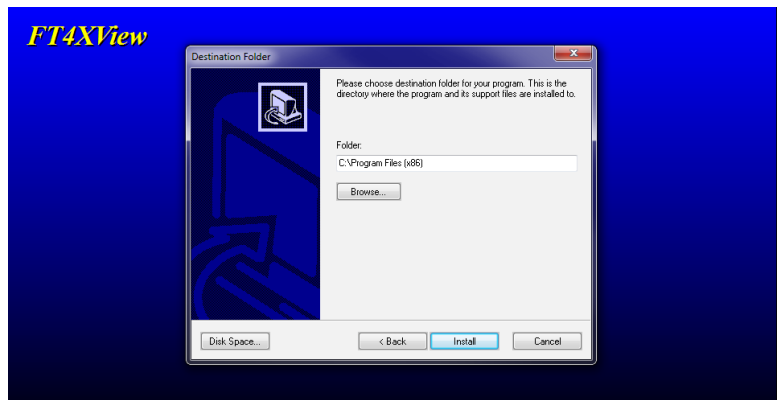 FT4XView
Destination Folder
Please choose destination folder for your program. This is the
directory where the program and its support files are installed to.
Folder:
C:\Program Files (x86)
Browse...
Disk Space...
< Back
Install
Cancel